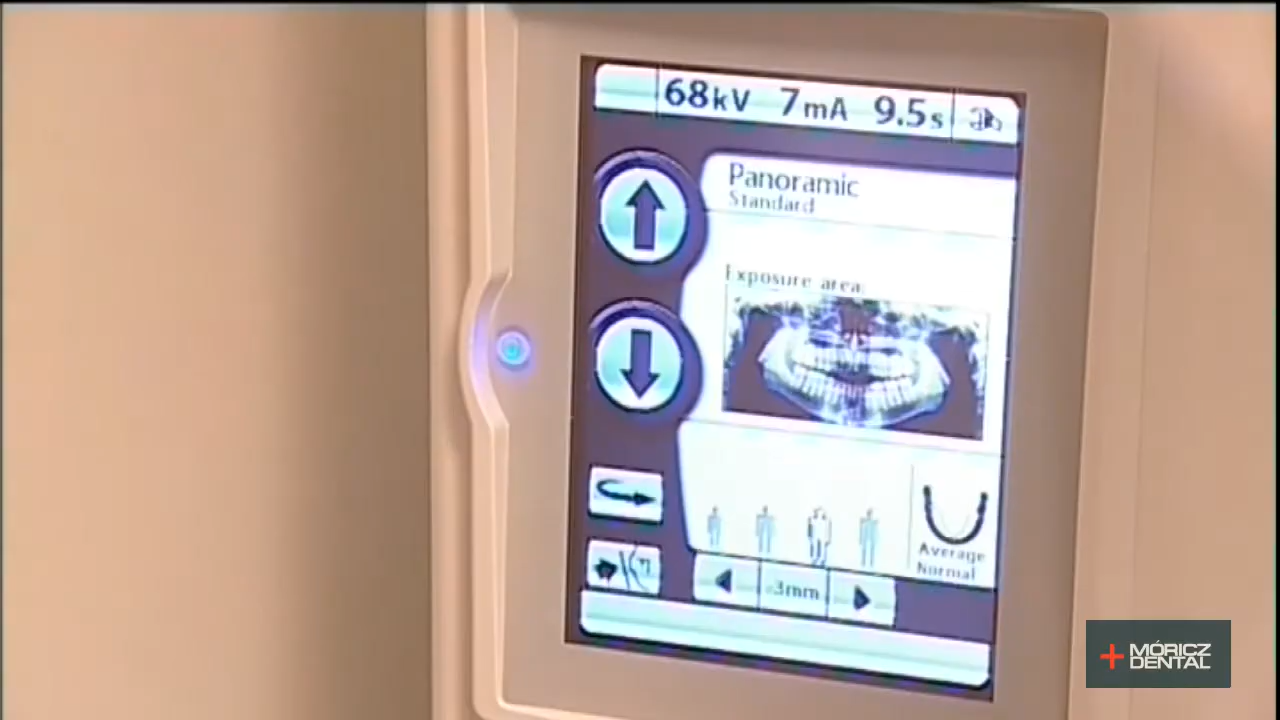 68kV 7mA 9.5s
Panoramic
Standard
Exposure area:
Average
Normal
-3mm
MÓRICZ
DENTAL